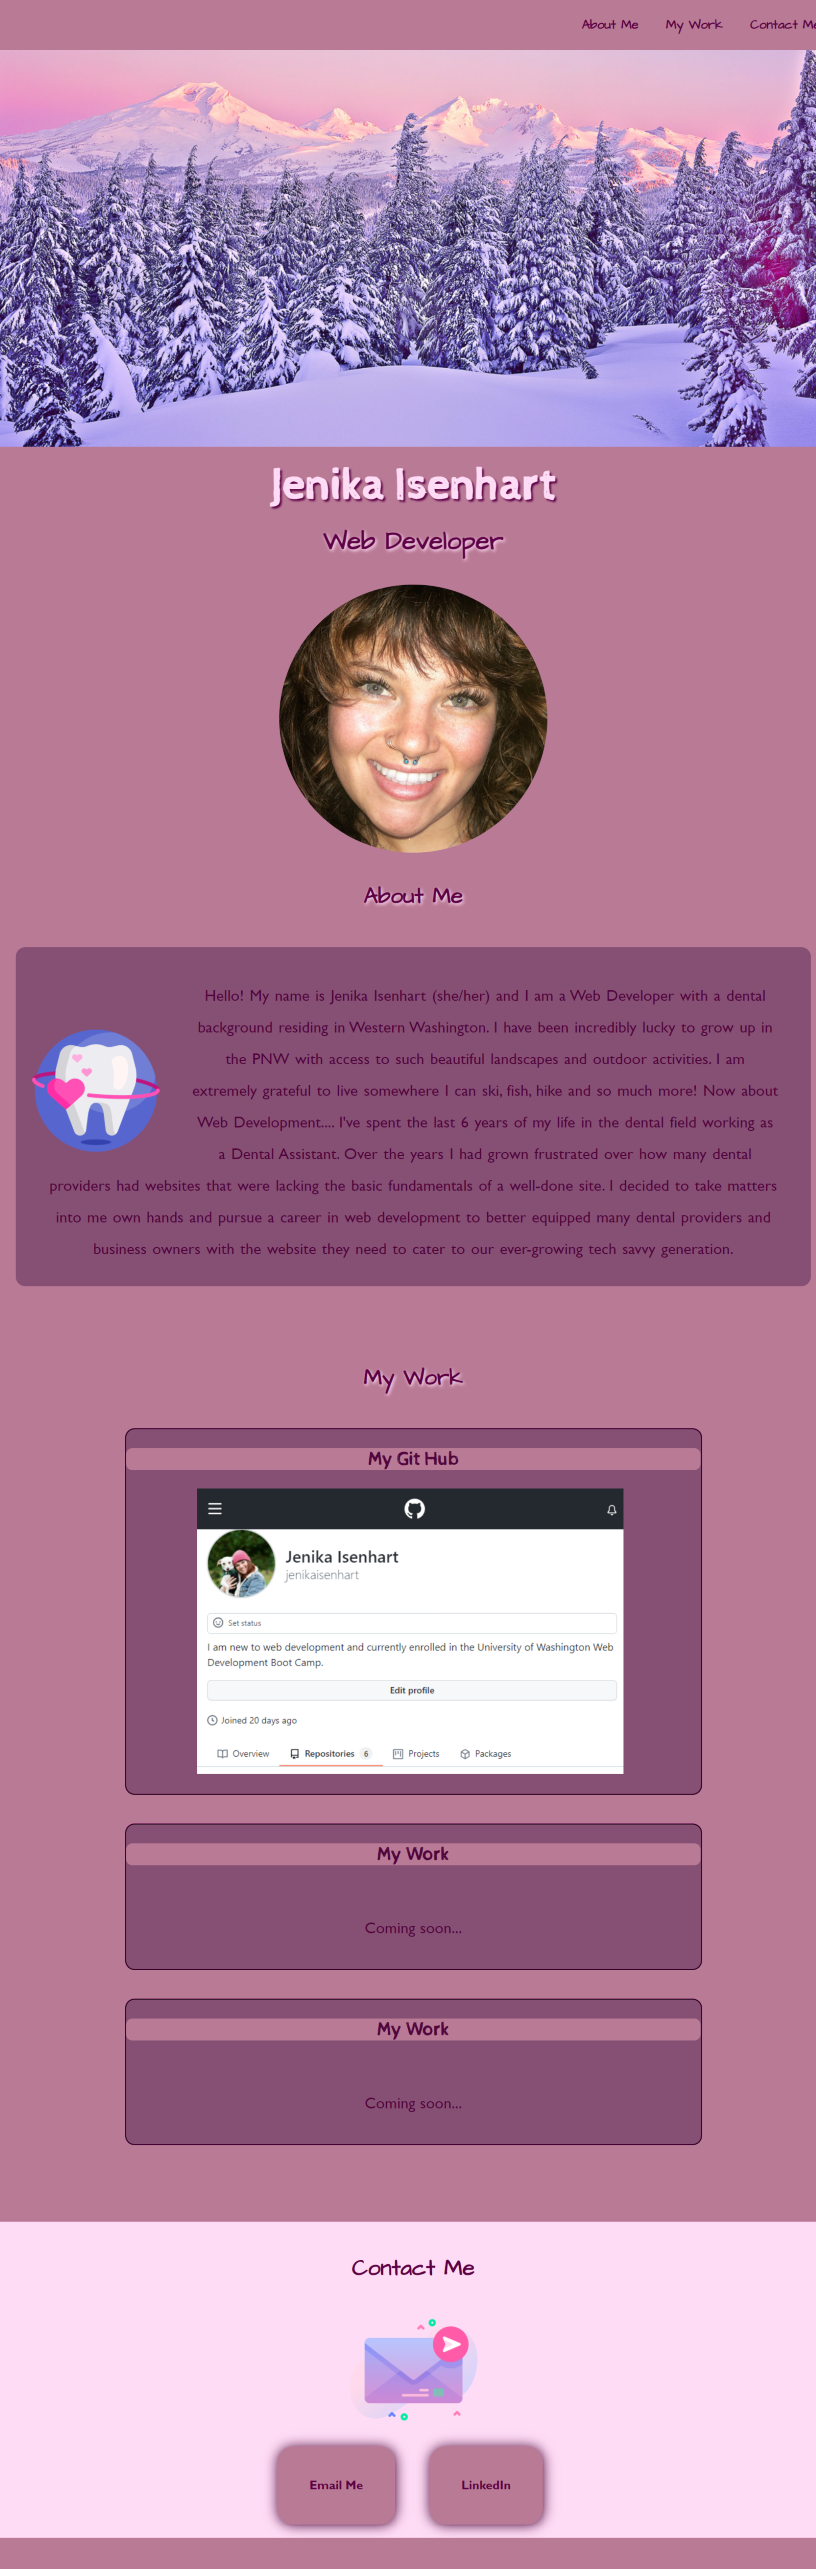 About Me My Work Contact Me
Jenika Isenhart
Web Developer
About Me
Hello! My name is Jenika Isenhart (she/her) and I am a Web Developer with a dental
background residing in Western Washington. I have been incredibly lucky to grow up in
the PNW with access to such beautiful landscapes and outdoor activities. I am
extremely grateful to live somewhere I can ski, fish, hike and so much more! Now about
Web Development.... I've spent the last 6 years of my life in the dental field working as
a Dental Assistant. Over the years I had grown frustrated over how many dental
providers had websites that were lacking the basic fundamentals of a well-done site. I decided to take matters
into me own hands and pursue a career in web development to better equipped many dental providers and
business owners with the website they need to cater to our ever-growing tech savvy generation.
My Work
My Git Hub
Jenika Isenhart
jenikaisenhart
Set status
I am new to web development and currently enrolled in the University of Washington Web
Development Boot Camp.
Edit profile
Joined 20 days ago
Overview Repositories 6 Projects Packages
My Work
Coming soon...
My Work
Coming soon...
Contact Me
Email Me LinkedIn